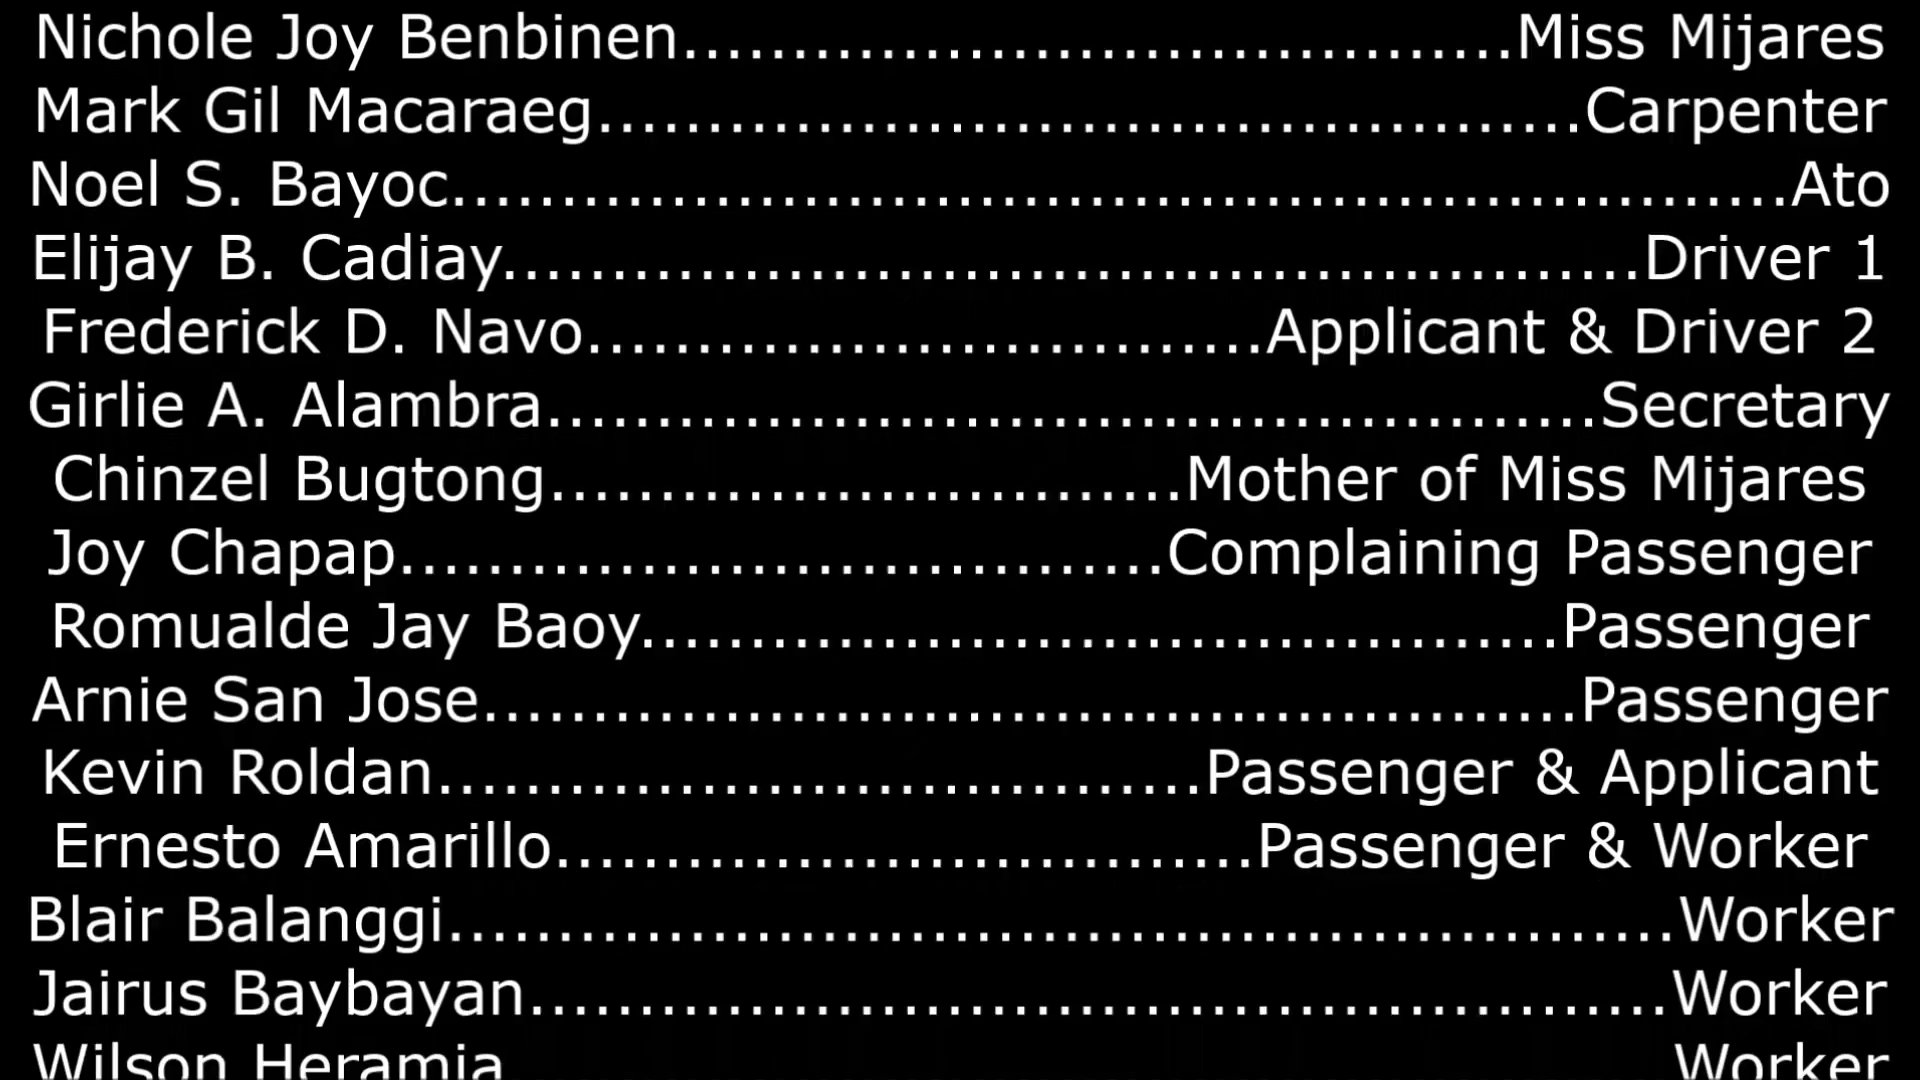 Nichole Joy Benbinen......................................Miss Mijares
Mark Gil Macaraeg.............................................Carpenter
Noel S. Bayoc.............................................................Ato
Elijay B. Cadiay....................................................Driver 1
Frederick D. Navo...............................Applicant & Driver 2
Girlie A. Alambra................................................Secretary
Chinzel Bugtong.............................Mother of Miss Mijares
Joy Chapap...................................Complaining Passenger
Romualde Jay Baoy..........................................Passenger
Arnie San Jose..................................................Passenger
Kevin Roldan...................................Passenger & Applicant
Ernesto Amarillo................................Passenger & Worker
Blair Balanggi........................................................Worker
Jairus Baybayan....................................................Worker
Wilson Heramia Worker